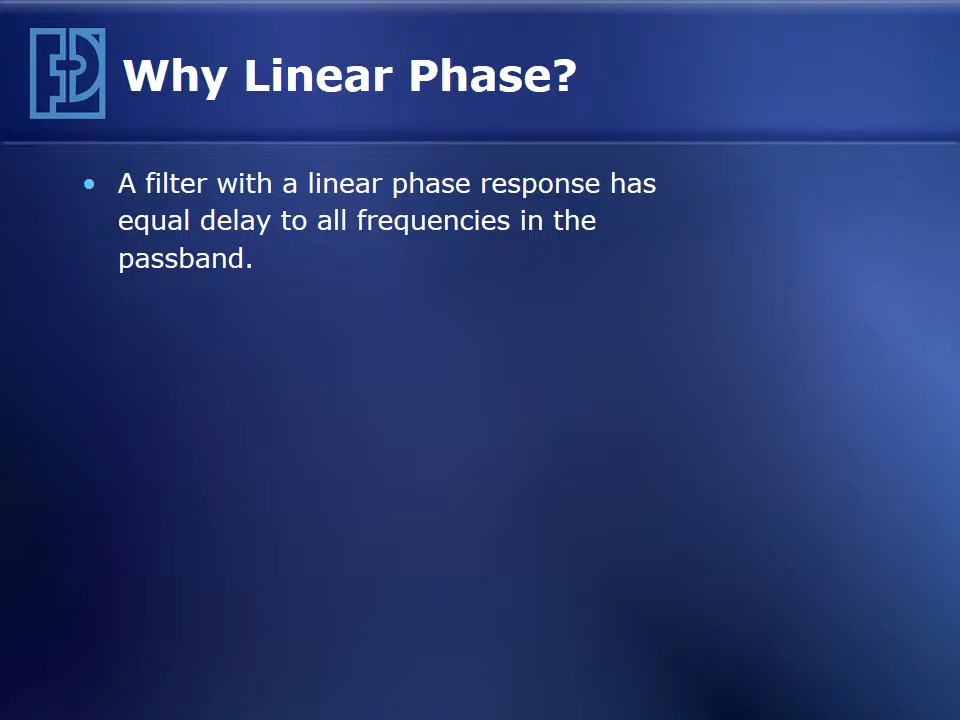 Why Linear Phase?
• A filter with a linear phase response has
equal delay to all frequencies in the
passband.